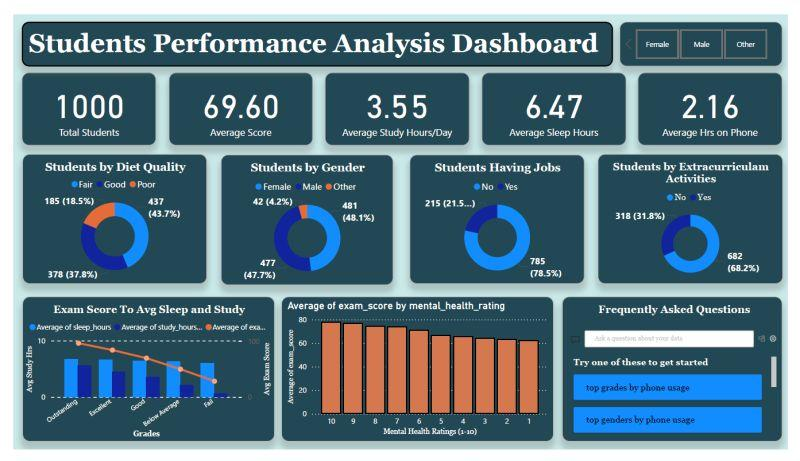 Students Performance Analysis Dashboard
Female Male Other
1000
Total Students
69.60
Average Score
3.55
Average Study Hours/Day
6.47
Average Sleep Hours
2.16
Average Hrs on Phone
Students by Diet Quality
Fair Good Poor
185 (18.5%)
437
(43.7%)
378 (37.8%)
Students by Gender
Female Male Other
42 (4.2%)
481
(48.1%)
477
(47.7%)
Students Having Jobs
No Yes
215 (21.5...)
785
(78.5%)
Students by Extracurriculam
Activities
No Yes
318 (31.8%)
682
(68.2%)
Exam Score To Avg Sleep and Study
Average of sleep_hours Average of study_hours... Average of exa...
Avg Study Hrs
10
0
100
0
Avg Exam Score
Outstanding
Excellent
Good
Below Average
Fail
Grades
Average of exam_score by mental_health_rating
Average of exam_score
80
60
40
20
0
10 9 8 7 6 5 4 3 2 1
Mental Health Ratings (1-10)
Frequently Asked Questions
Ask a question about your data
Try one of these to get started
top grades by phone usage
top genders by phone usage